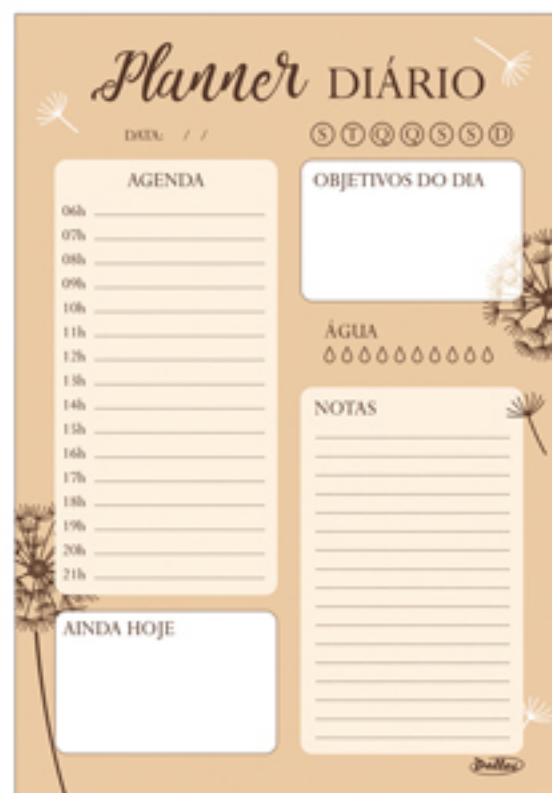 Planner DIÁRIO
DATA: / /
S T Q Q S S D
AGENDA
06h
07h
08h
09h
10h
11h
12h
13h
14h
15h
16h
17h
18h
19h
20h
21h
AINDA HOJE
OBJETIVOS DO DIA
ÁGUA
NOTAS